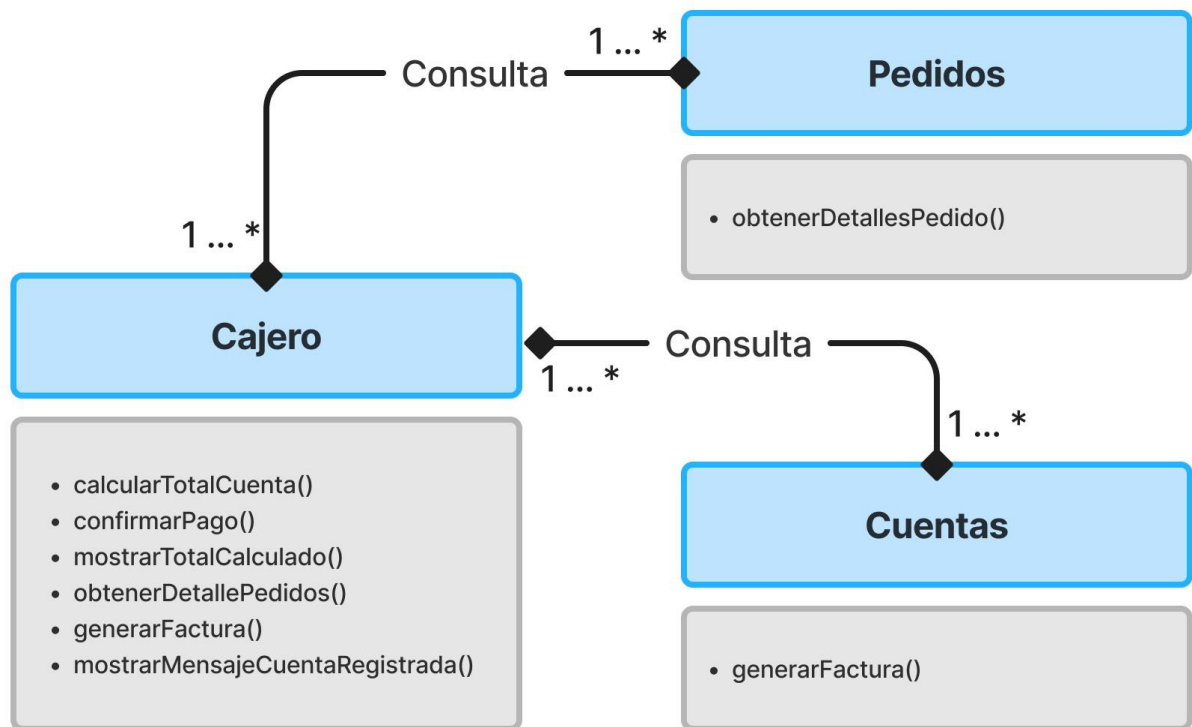 1 ... *
Consulta
Pedidos
• obtenerDetallesPedido()
1 ... *
Cajero
Consulta
1 ... *
1 ... *
• calcularTotalCuenta()
• confirmarPago()
• mostrarTotalCalculado()
• obtenerDetallePedidos()
• generarFactura()
• mostrarMensajeCuentaRegistrada()
Cuentas
• generarFactura()